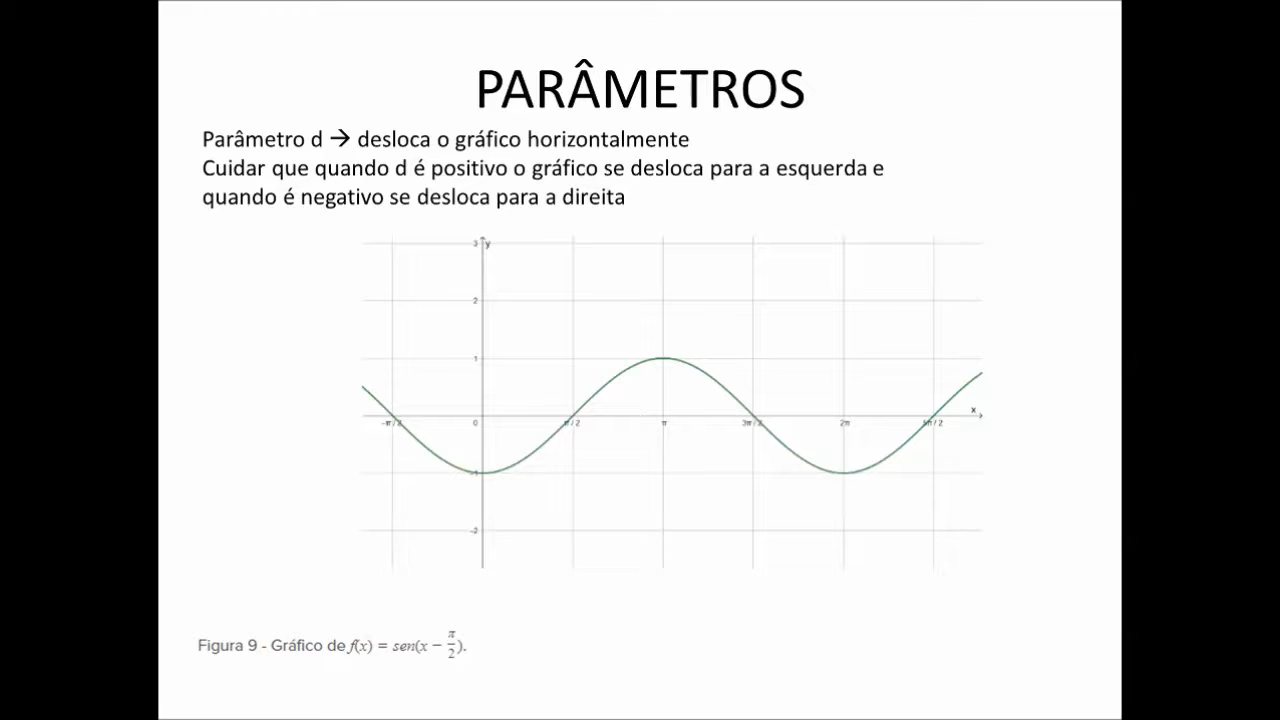 PARÂMETROS
Parâmetro d → desloca o gráfico horizontalmente
Cuidar que quando d é positivo o gráfico se desloca para a esquerda e
quando é negativo se desloca para a direita
3 y
2
1
x
-π / 2 0 π / 2 π 3π / 2 2π 5π / 2
-1
-2
Figura 9 - Gráfico de f(x) = sen(x − π/2).